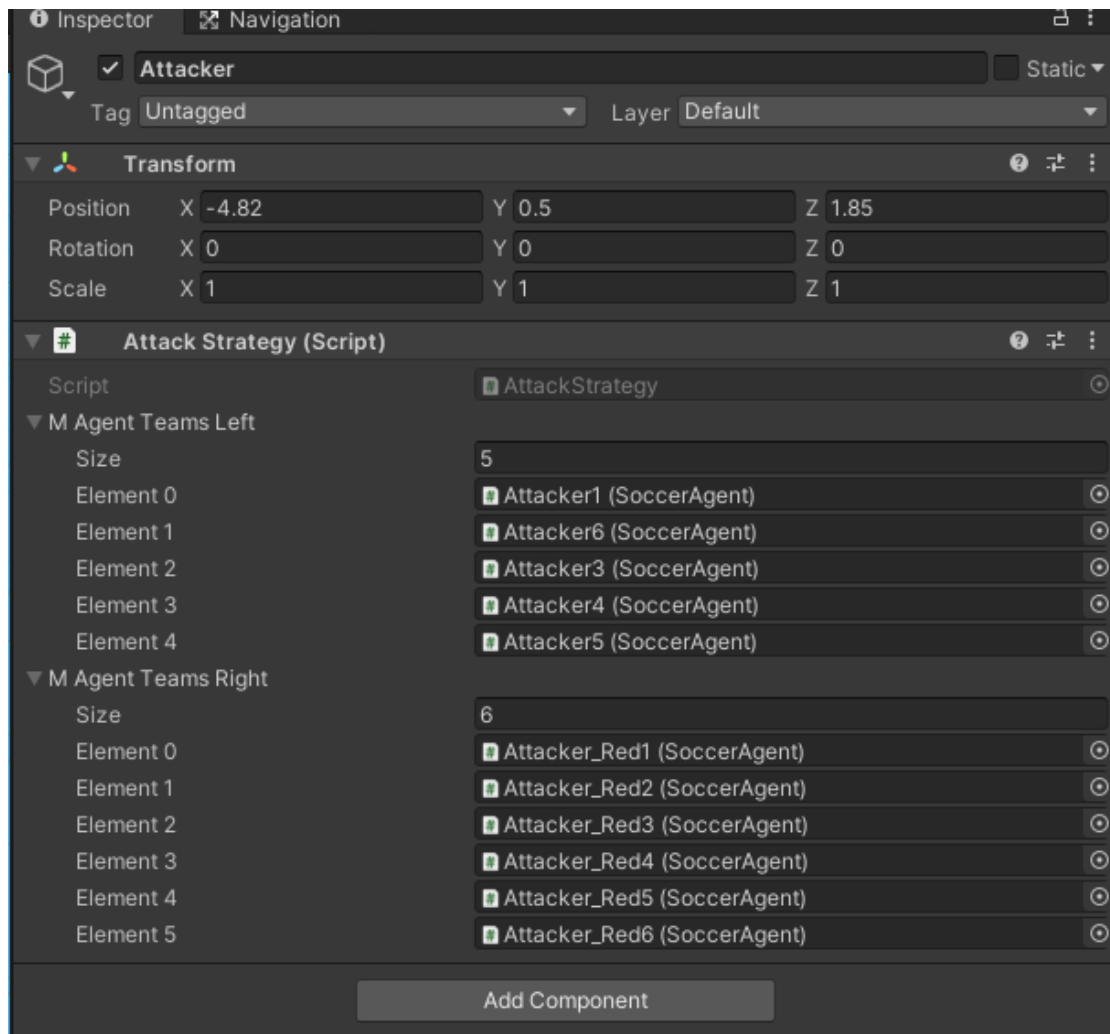 Inspector Navigation
Attacker Static
Tag Untagged Layer Default
Transform
Position X -4.82 Y 0.5 Z 1.85
Rotation X 0 Y 0 Z 0
Scale X 1 Y 1 Z 1
# Attack Strategy (Script)
Script # AttackStrategy
M Agent Teams Left
Size 5
Element 0 # Attacker1 (SoccerAgent)
Element 1 # Attacker6 (SoccerAgent)
Element 2 # Attacker3 (SoccerAgent)
Element 3 # Attacker4 (SoccerAgent)
Element 4 # Attacker5 (SoccerAgent)
M Agent Teams Right
Size 6
Element 0 # Attacker_Red1 (SoccerAgent)
Element 1 # Attacker_Red2 (SoccerAgent)
Element 2 # Attacker_Red3 (SoccerAgent)
Element 3 # Attacker_Red4 (SoccerAgent)
Element 4 # Attacker_Red5 (SoccerAgent)
Element 5 # Attacker_Red6 (SoccerAgent)
Add Component